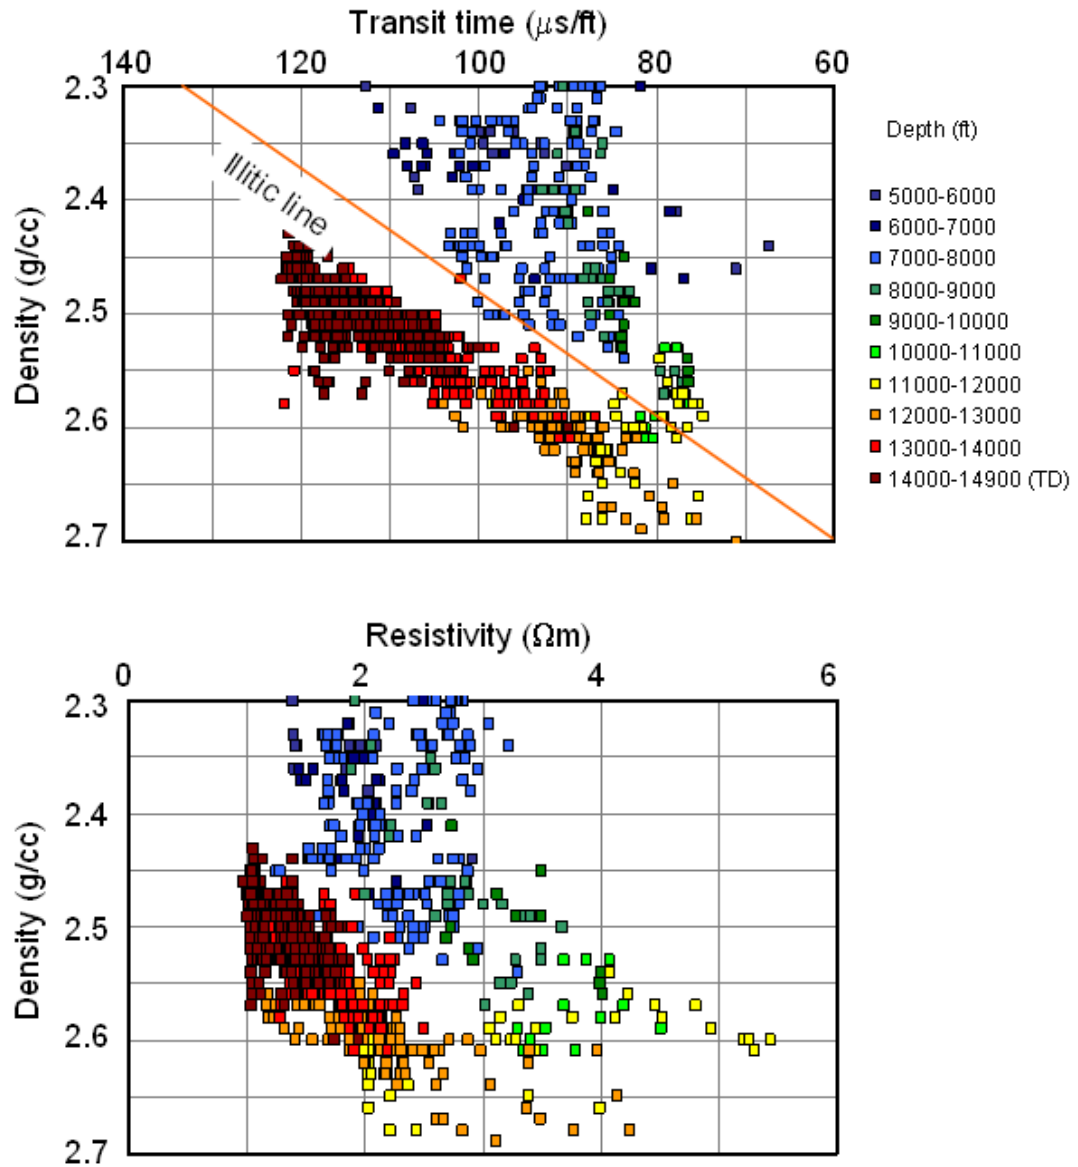 Transit time (μs/ft)
140 120 100 80 60
2.3
2.4
2.5
2.6
2.7
Density (g/cc)
Illitic line
Depth (ft)
5000-6000
6000-7000
7000-8000
8000-9000
9000-10000
10000-11000
11000-12000
12000-13000
13000-14000
14000-14900 (TD)
Resistivity (Ωm)
0 2 4 6
2.3
2.4
2.5
2.6
2.7
Density (g/cc)